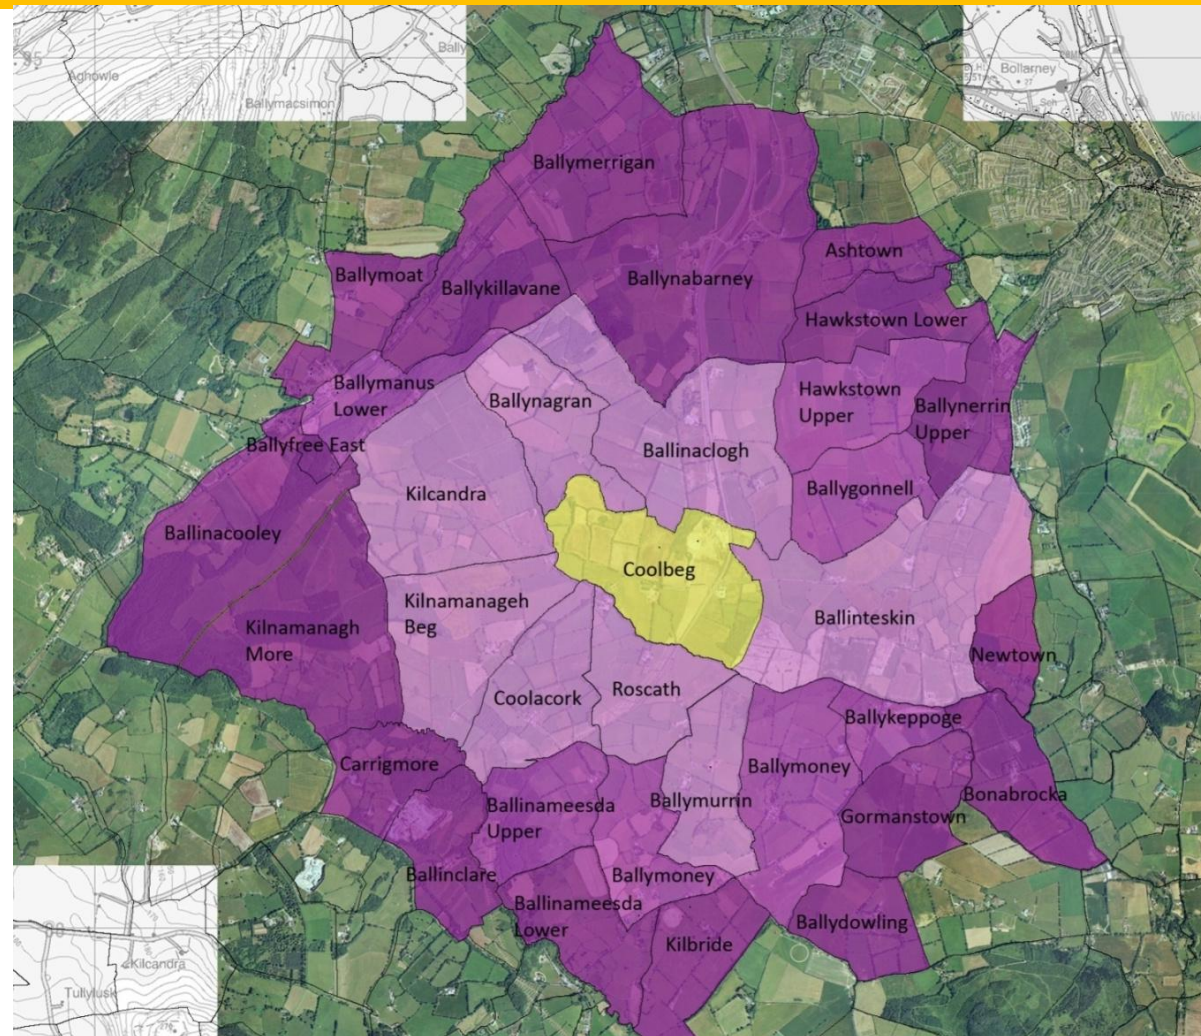 Bally
Aghowle
Bollarney
Ballymacsimon
Wickl
Ballymerrigan
Ashtown
Ballymoat
Ballykillavane
Ballynabarney
Hawkstown Lower
Ballymanus
Lower
Ballynagran
Hawkstown
Upper
Ballynerrin
Upper
Ballyfree East
Ballinaclogh
Kilcandra
Ballygonnell
Ballinacooley
Coolbeg
Kilnamanageh
Beg
Ballinteskin
Kilnamanagh
More
Newtown
Coolacork
Roscath
Ballykeppoge
Carrigmore
Ballymoney
Ballinameesda
Upper
Ballymurrin
Bonabrocka
Gormanstown
Ballinclare
Ballymoney
Ballinameesda
Lower
Ballydowling
Kilbride
Kilcandra
Tullylusk